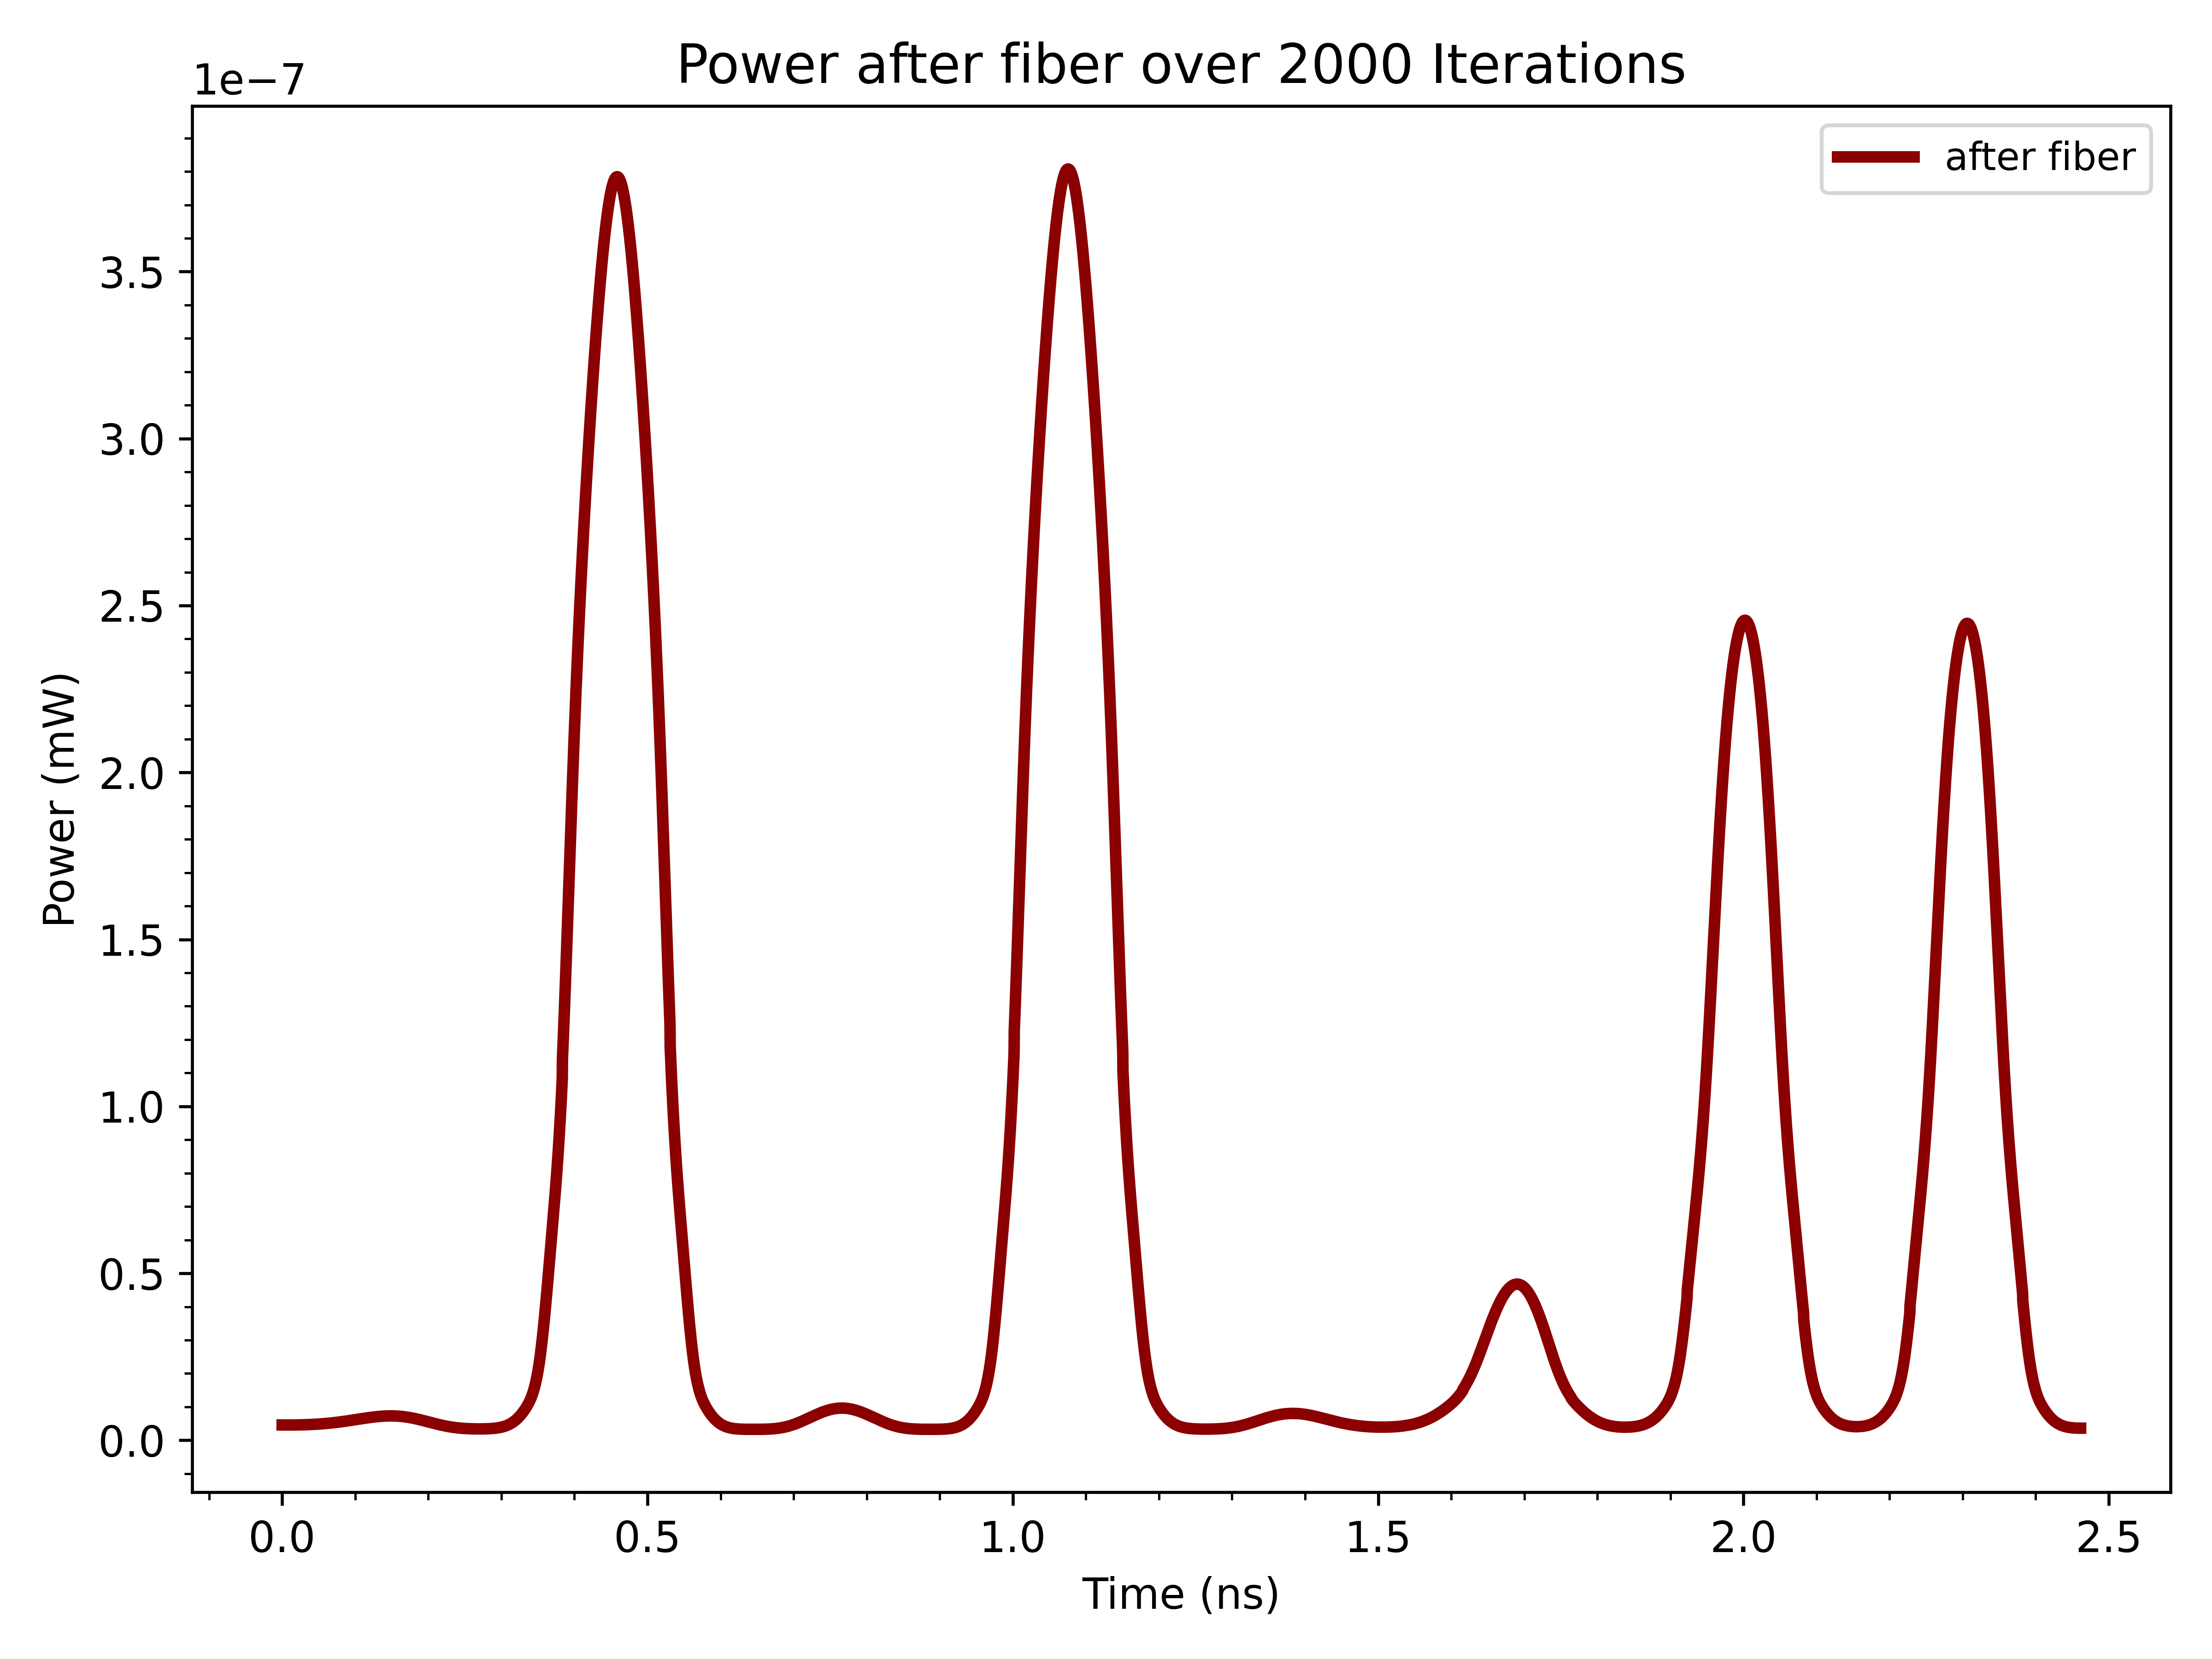 Power after fiber over 2000 Iterations
1e−7
after fiber
3.5
3.0
2.5
2.0
1.5
1.0
0.5
0.0
Power (mW)
0.0 0.5 1.0 1.5 2.0 2.5
Time (ns)